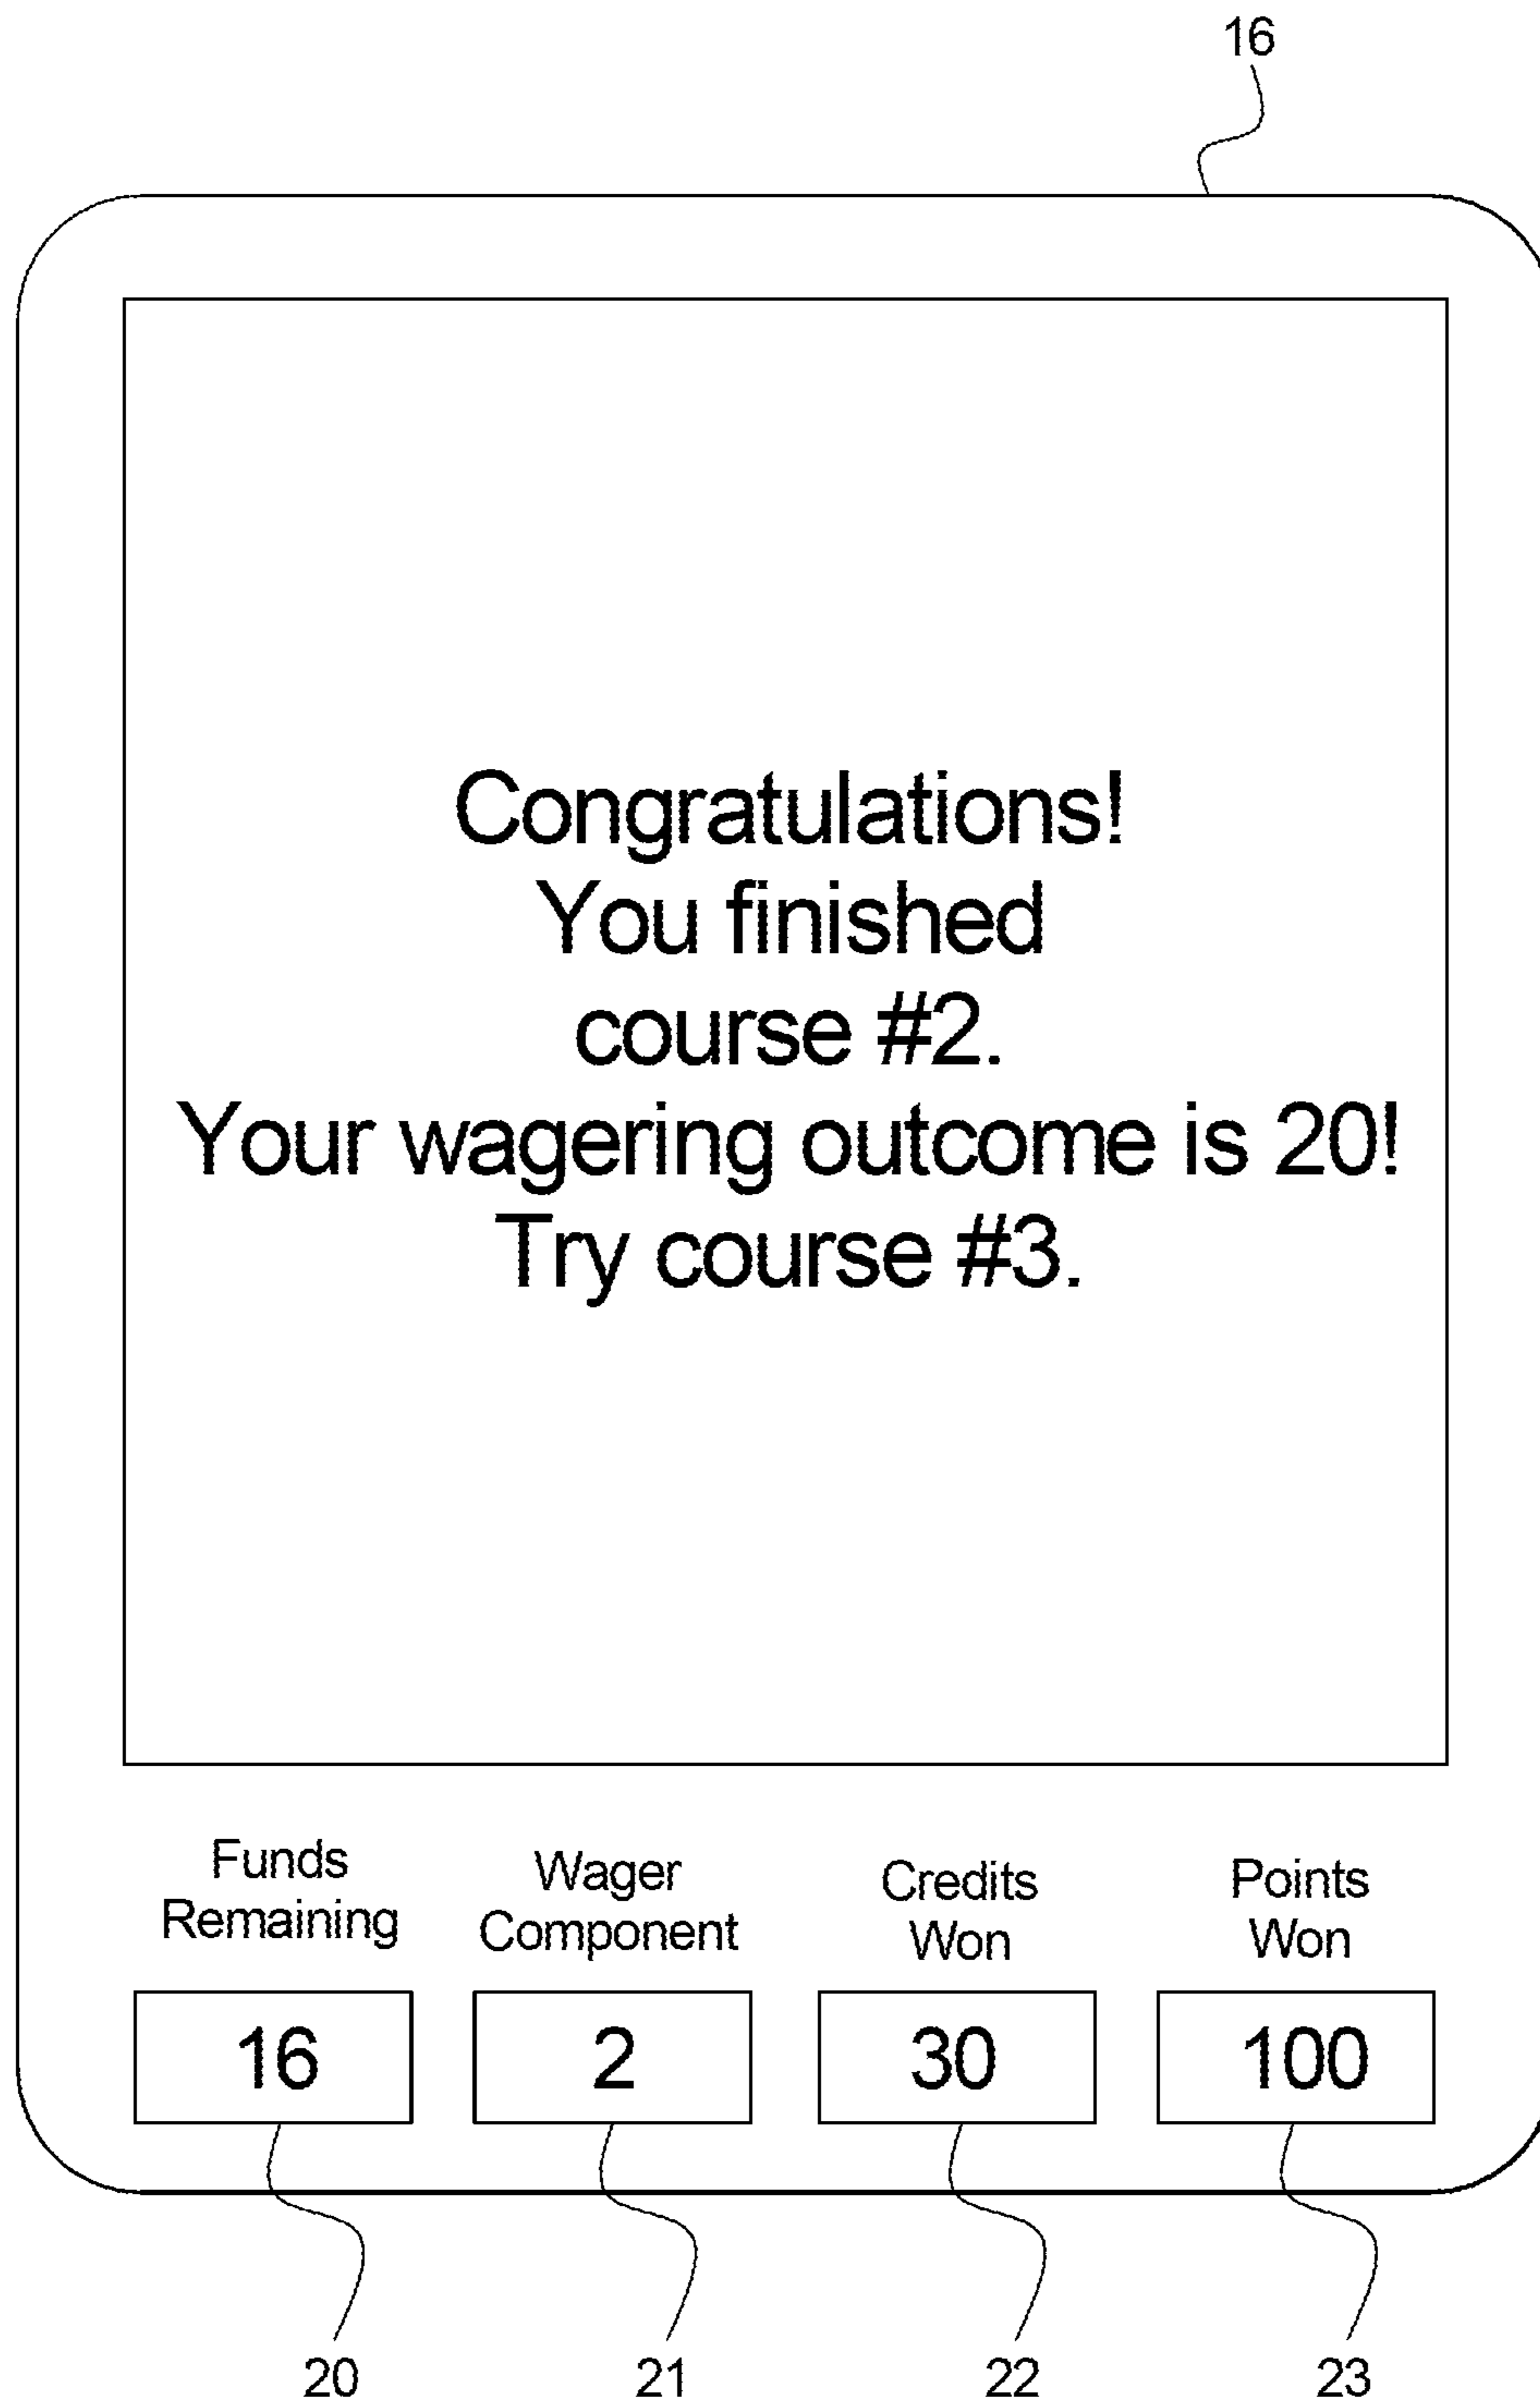 16
Congratulations!
You finished
course #2.
Your wagering outcome is 20!
Try course #3.
Funds
Remaining
Wager
Component
Credits
Won
Points
Won
16
2
30
100
20
21
22
23